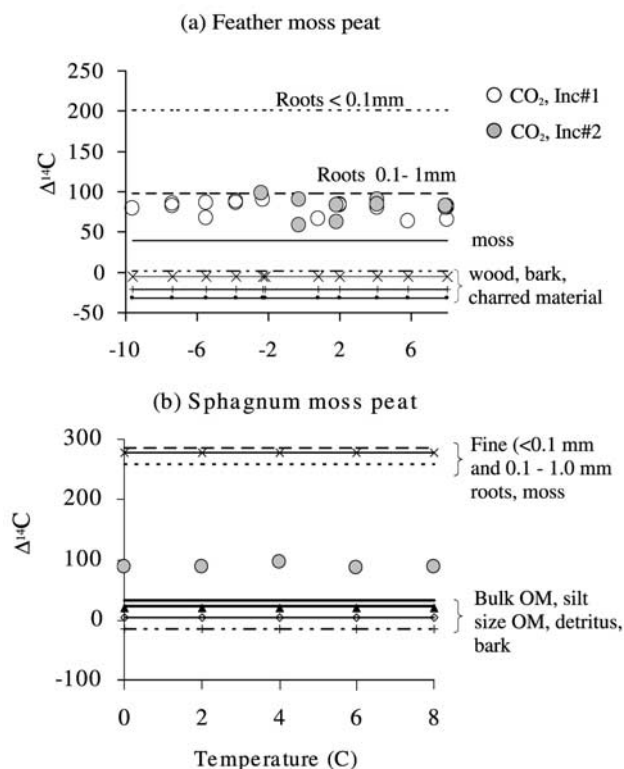 (a) Feather moss peat
250
200
150
100
50
0
-50
Δ¹⁴C
Roots < 0.1mm
Roots 0.1- 1mm
CO₂, Inc#1
CO₂, Inc#2
moss
wood, bark,
charred material
-10 -6 -2 2 6
(b) Sphagnum moss peat
300
200
100
0
-100
Δ¹⁴C
Fine (<0.1 mm
and 0.1 - 1.0 mm
roots, moss
Bulk OM, silt
size OM, detritus,
bark
0 2 4 6 8
Temperature (C)